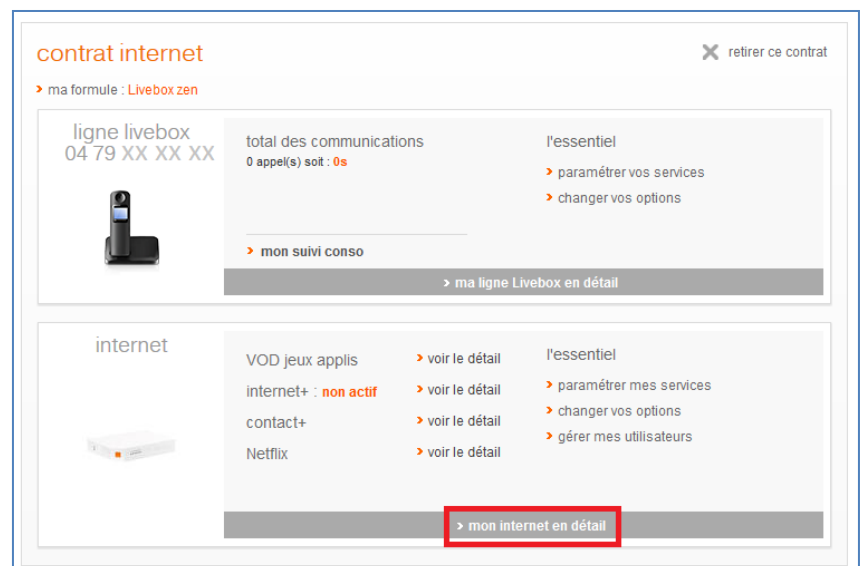 contrat internet
retirer ce contrat
ma formule : Livebox zen
ligne livebox
04 79 XX XX XX
total des communications
0 appel(s) soit : 0s
mon suivi conso
l'essentiel
paramétrer vos services
changer vos options
ma ligne Livebox en détail
internet
VOD jeux applis voir le détail
internet+ : non actif voir le détail
contact+ voir le détail
Netflix voir le détail
l'essentiel
paramétrer mes services
changer vos options
gérer mes utilisateurs
mon internet en détail